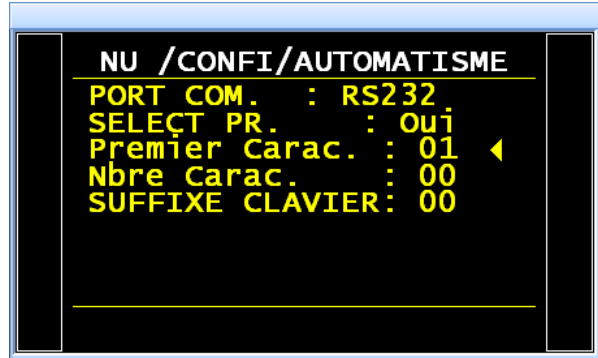 NU /CONFI/AUTOMATISME
PORT COM. : RS232
SELECT PR. : Oui
Premier Carac. : 01
Nbre Carac. : 00
SUFFIXE CLAVIER: 00